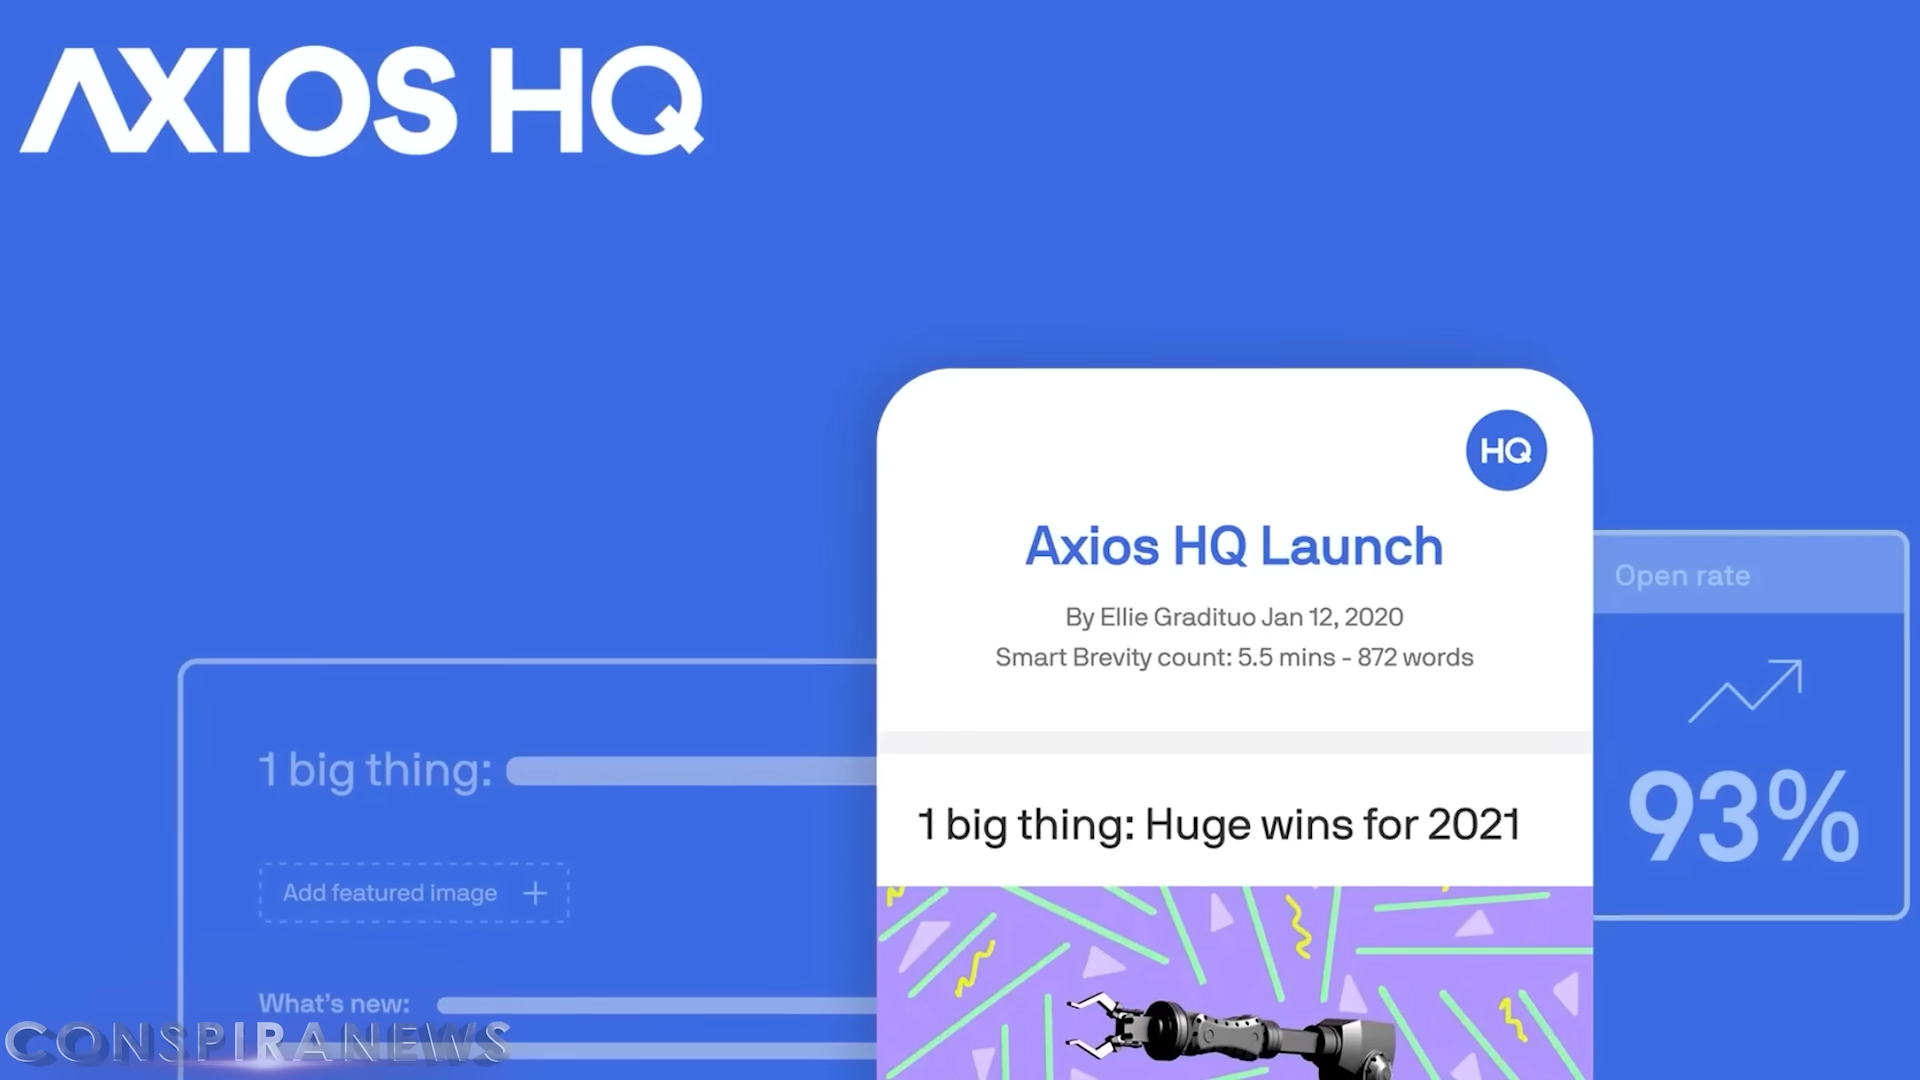 AXIOS HQ
HQ
Axios HQ Launch
By Ellie Gradituo Jan 12, 2020
Smart Brevity count: 5.5 mins - 872 words
1 big thing: Huge wins for 2021
Open rate
93%
1 big thing:
Add featured image +
What's new:
CONSPIRANEWS